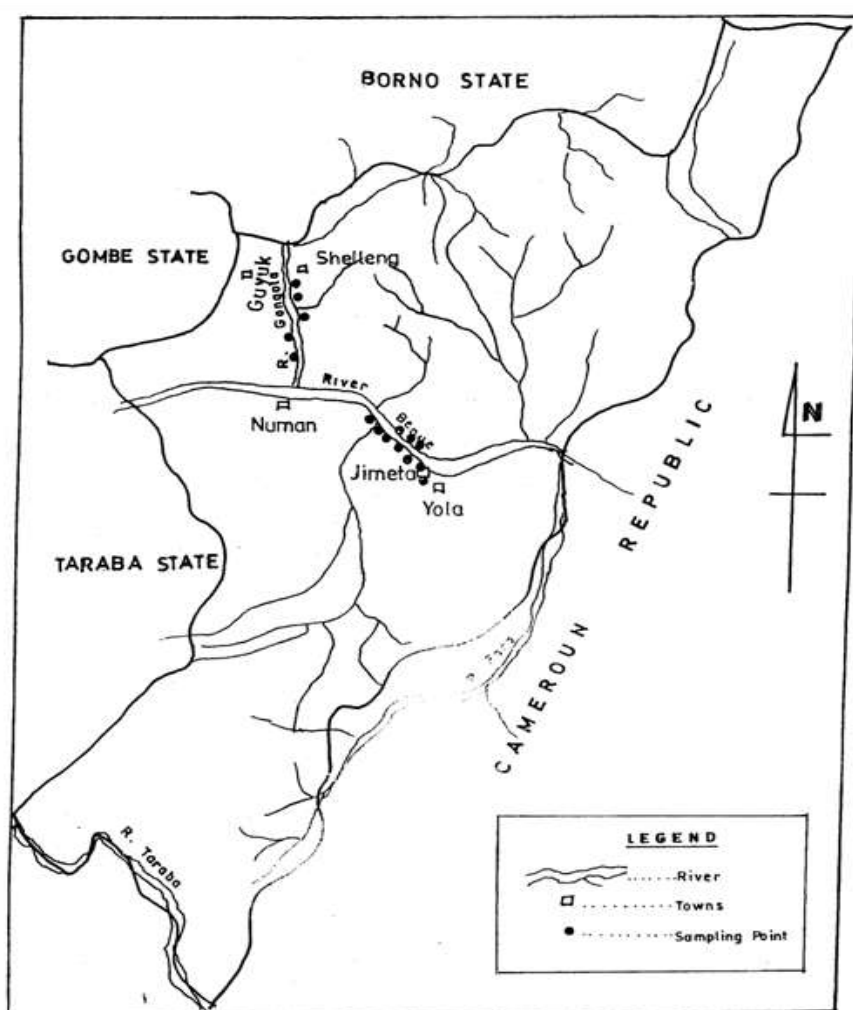 BORNO STATE
GOMBE STATE
Shelleng
Guyuk
R. Gongola
River
Benue
Numan
Jimeta
Yola
N
REPUBLIC
CAMEROUN
TARABA STATE
R. Taraba
LEGEND
River
Towns
Sampling Point